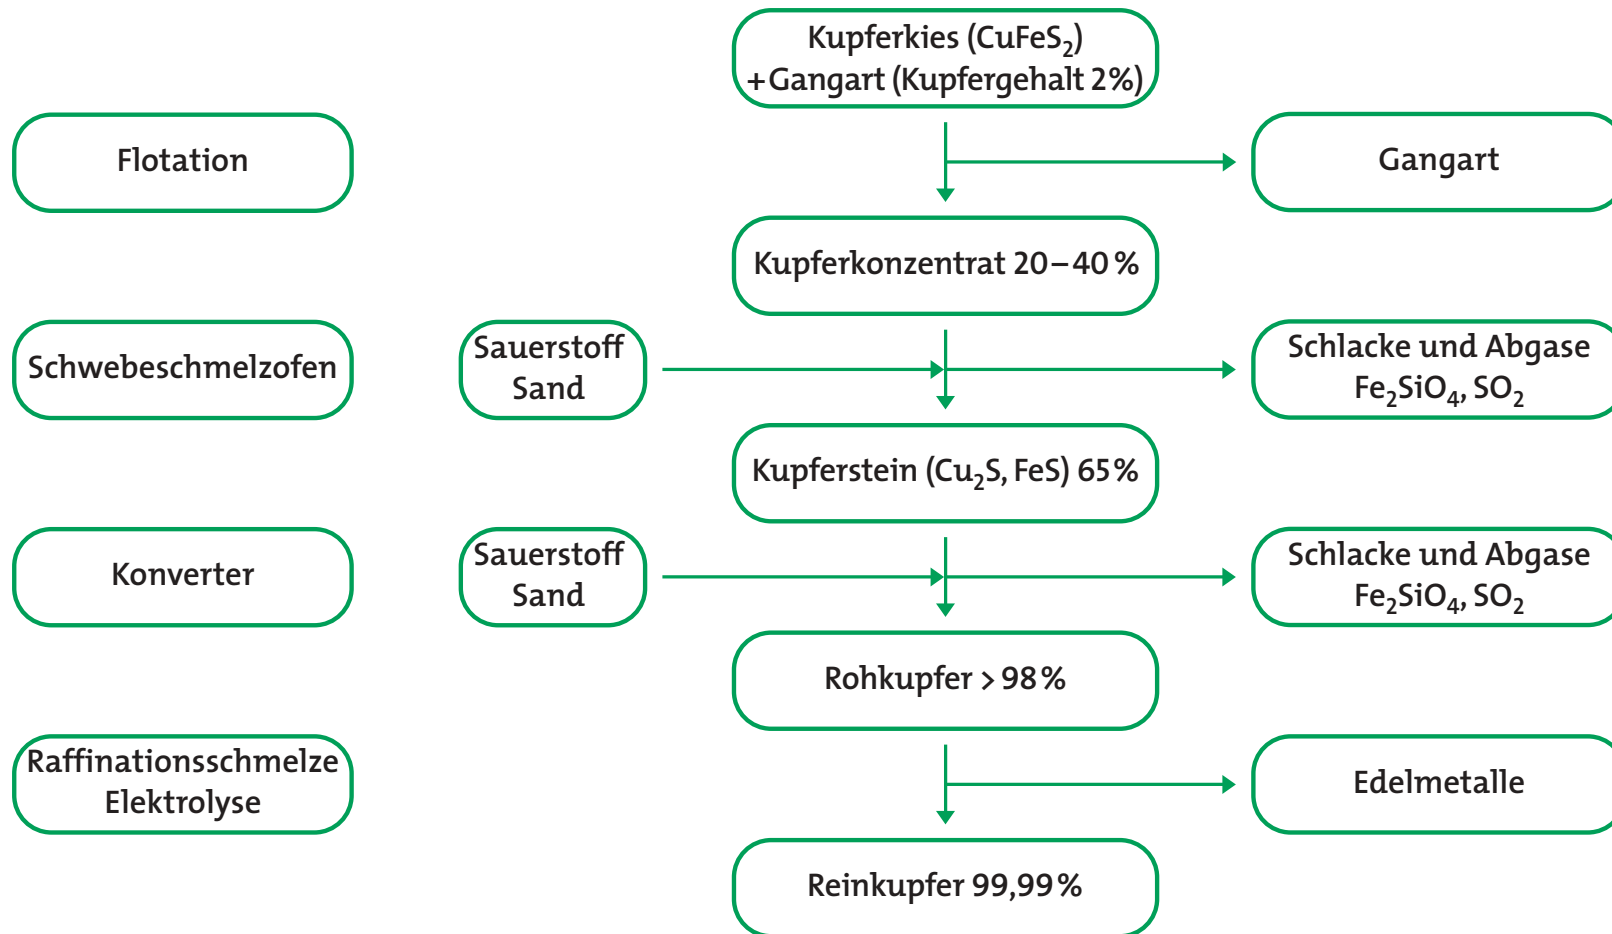 Kupferkies (CuFeS₂)
+Gangart (Kupfergehalt 2%)
Flotation
Gangart
Kupferkonzentrat 20–40%
Schwebeschmelzofen
Sauerstoff
Sand
Schlacke und Abgase
Fe₂SiO₄, SO₂
Kupferstein (Cu₂S, FeS) 65%
Konverter
Sauerstoff
Sand
Schlacke und Abgase
Fe₂SiO₄, SO₂
Rohkupfer > 98%
Raffinationsschmelze
Elektrolyse
Edelmetalle
Reinkupfer 99,99%